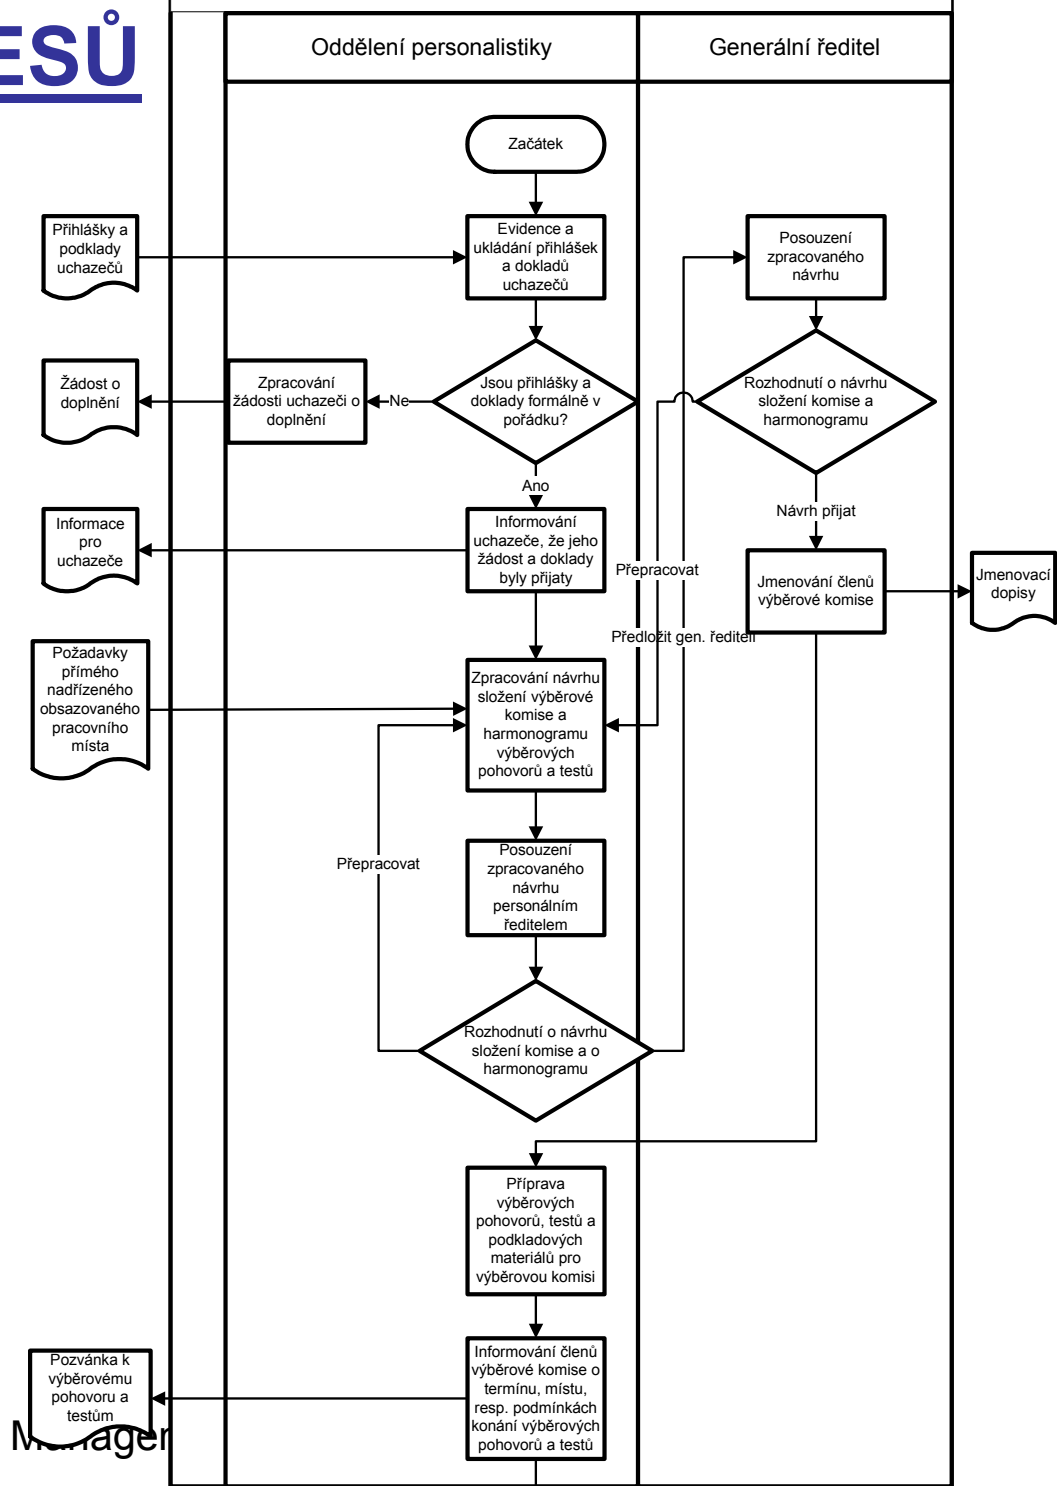 ESŮ
Oddělení personalistiky
Generální ředitel
Začátek
Přihlášky a
podklady
uchazečů
Evidence a
ukládání přihlášek
a dokladů
uchazečů
Posouzení
zpracovaného
návrhu
Žádost o
doplnění
Zpracování
žádosti uchazeči o
doplnění
Ne
Jsou přihlášky a
doklady formálně v
pořádku?
Rozhodnutí o návrhu
složení komise a
harmonogramu
Ano
Návrh přijat
Informace
pro
uchazeče
Informování
uchazeče, že jeho
žádost a doklady
byly přijaty
Přepracovat
Jmenování členů
výběrové komise
Jmenovací
dopisy
Předložit gen. řediteli
Požadavky
přímého
nadřízeného
obsazovaného
pracovního
místa
Zpracování návrhu
složení výběrové
komise a
harmonogramu
výběrových
pohovorů a testů
Přepracovat
Posouzení
zpracovaného
návrhu
personálním
ředitelem
Rozhodnutí o návrhu
složení komise a o
harmonogramu
Příprava
výběrových
pohovorů, testů a
podkladových
materiálů pro
výběrovou komisi
Pozvánka k
výběrovému
pohovoru a
testům
Informování členů
výběrové komise o
termínu, místu,
resp. podmínkách
konání výběrových
pohovorů a testů